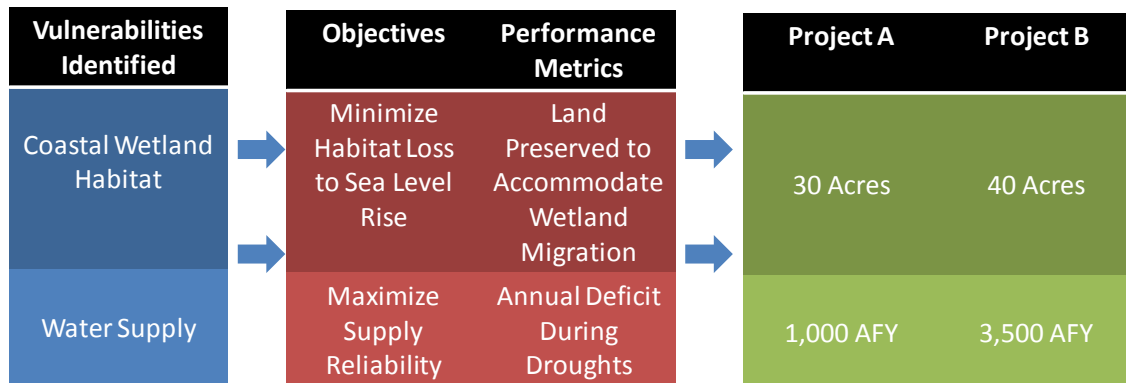 Vulnerabilities
Identified
Coastal Wetland
Habitat
Water Supply
Objectives
Performance
Metrics
Minimize
Habitat Loss
to Sea Level
Rise
Land
Preserved to
Accommodate
Wetland
Migration
Maximize
Supply
Reliability
Annual Deficit
During
Droughts
Project A
Project B
30 Acres
40 Acres
1,000 AFY
3,500 AFY